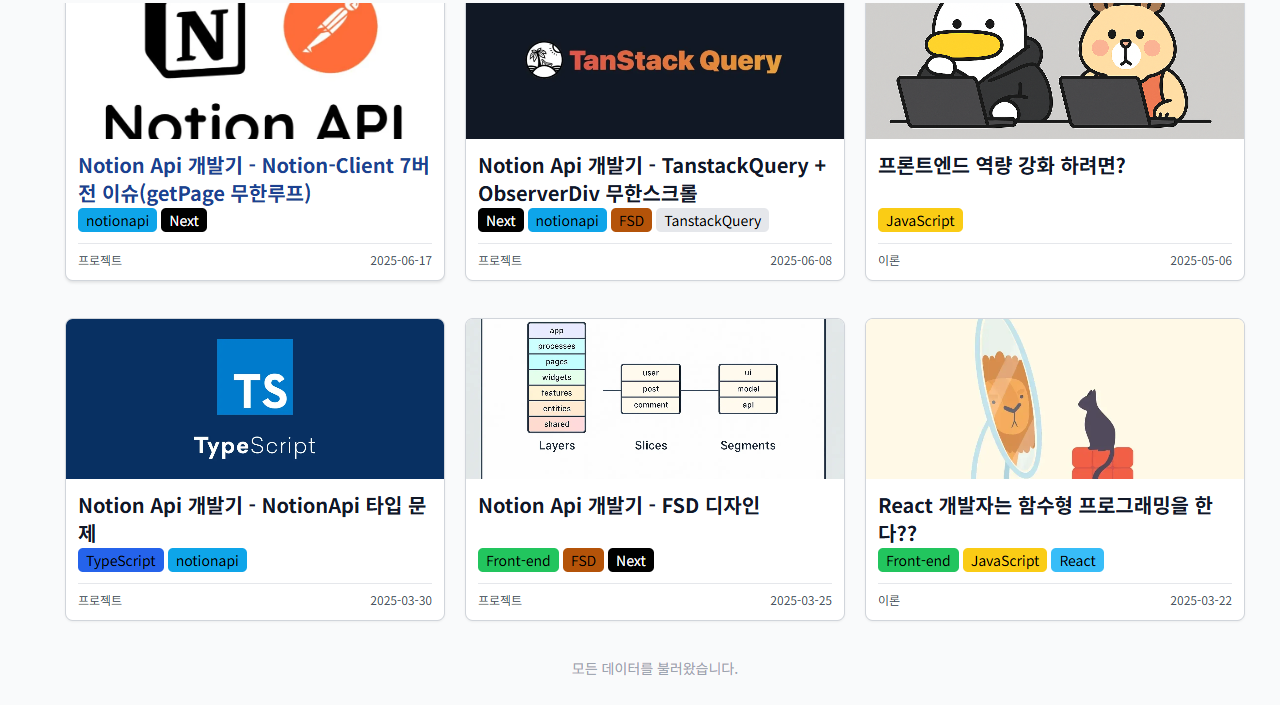 Notion API
TanStack Query
Notion Api 개발기 - Notion-Client 7버
전 이슈(getPage 무한루프)
notionapi Next
프로젝트 2025-06-17
Notion Api 개발기 - TanstackQuery +
ObserverDiv 무한스크롤
Next notionapi FSD TanstackQuery
프로젝트 2025-06-08
프론트엔드 역량 강화 하려면?
JavaScript
이론 2025-05-06
TS
TypeScript
Notion Api 개발기 - NotionApi 타입 문
제
TypeScript notionapi
프로젝트 2025-03-30
app
processes
pages
widgets
features
entities
shared
Layers
user
post
comment
Slices
ui
model
api
Segments
Notion Api 개발기 - FSD 디자인
Front-end FSD Next
프로젝트 2025-03-25
React 개발자는 함수형 프로그래밍을 한
다??
Front-end JavaScript React
이론 2025-03-22
모든 데이터를 불러왔습니다.